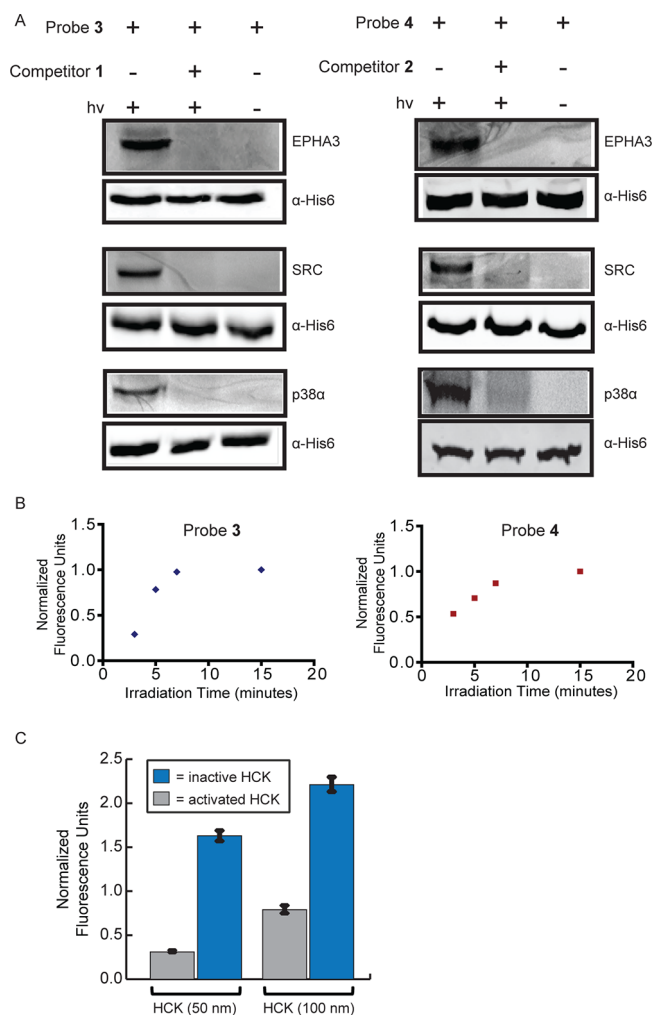 A
Probe 3 + + +
Competitor 1 - + -
hv + + -
EPHA3
α-His6
SRC
α-His6
p38α
α-His6
Probe 4 + + +
Competitor 2 - + -
hv + + -
EPHA3
α-His6
SRC
α-His6
p38α
α-His6
B
Probe 3
Normalized
Fluorescence Units
1.5
1.0
0.5
0.0
0 5 10 15 20
Irradiation Time (minutes)
Probe 4
Normalized
Fluorescence Units
1.5
1.0
0.5
0.0
0 5 10 15 20
Irradiation Time (minutes)
C
Normalized
Fluorescence Units
2.5
2.0
1.5
1.0
0.5
0.0
= inactive HCK
= activated HCK
HCK (50 nm) HCK (100 nm)